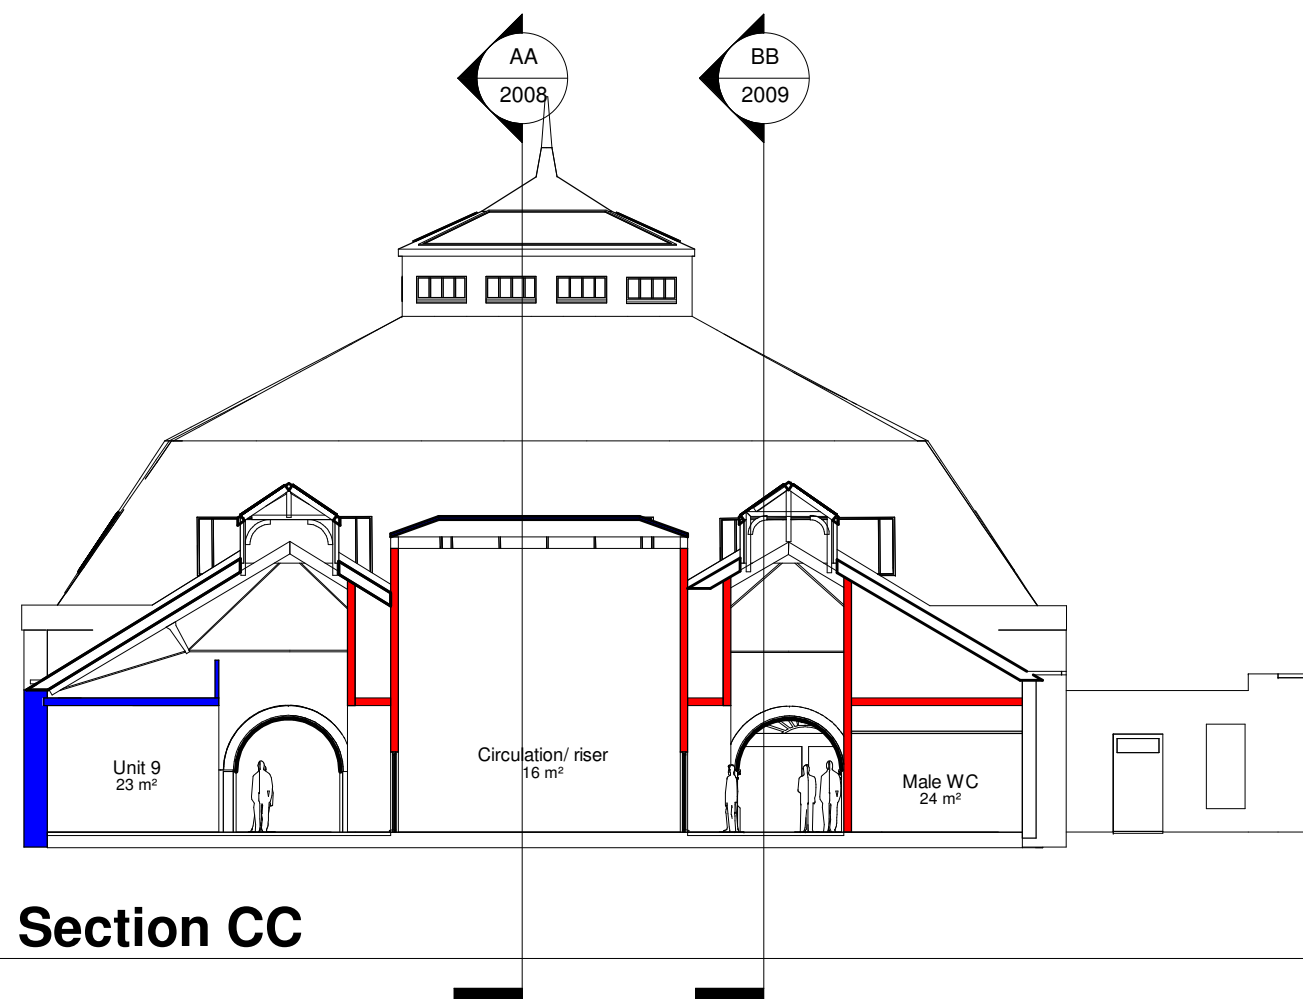 AA
2008
BB
2009
Circulation/ riser
16 m²
Unit 9
23 m²
Male WC
24 m²
Section CC